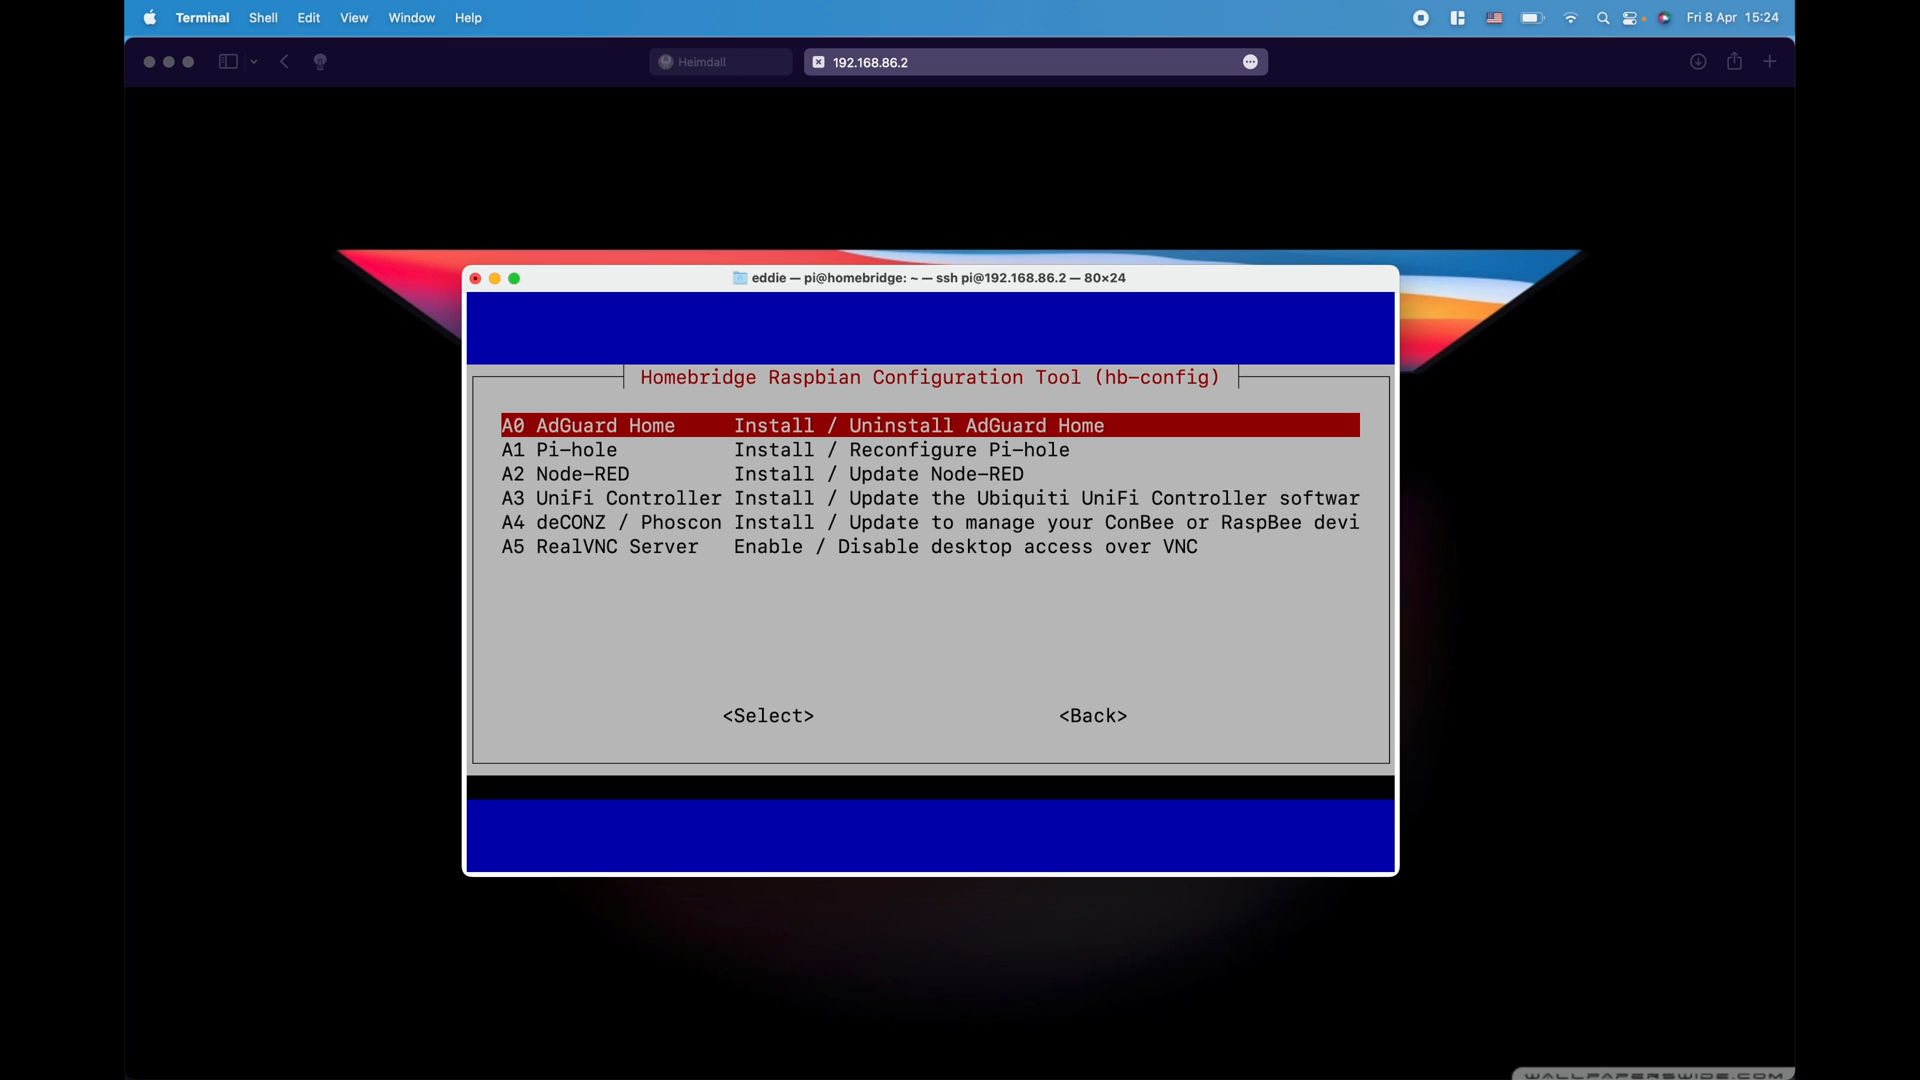 Terminal Shell Edit View Window Help
Fri 8 Apr 15:24
Heimdall
192.168.86.2
eddie — pi@homebridge: ~ — ssh pi@192.168.86.2 — 80×24
Homebridge Raspbian Configuration Tool (hb-config)
A0 AdGuard Home Install / Uninstall AdGuard Home
A1 Pi-hole Install / Reconfigure Pi-hole
A2 Node-RED Install / Update Node-RED
A3 UniFi Controller Install / Update the Ubiquiti UniFi Controller softwar
A4 deCONZ / Phoscon Install / Update to manage your ConBee or RaspBee devi
A5 RealVNC Server Enable / Disable desktop access over VNC
<Select> <Back>
WALLPAPERSWIDE.COM